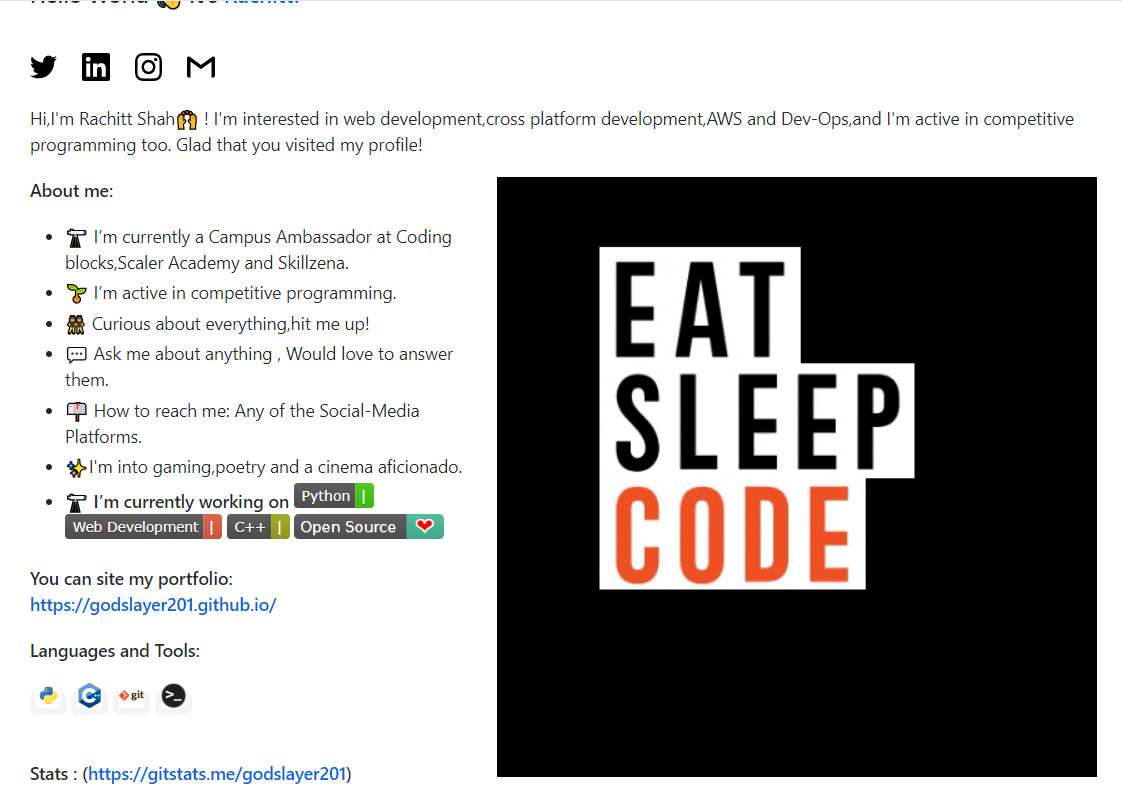 Hello World It's Rachitt!
Hi,I'm Rachitt Shah ! I'm interested in web development,cross platform development,AWS and Dev-Ops,and I'm active in competitive
programming too. Glad that you visited my profile!
About me:
I’m currently a Campus Ambassador at Coding
blocks,Scaler Academy and Skillzena.
I’m active in competitive programming.
Curious about everything,hit me up!
Ask me about anything , Would love to answer
them.
How to reach me: Any of the Social-Media
Platforms.
I'm into gaming,poetry and a cinema aficionado.
I’m currently working on Python |
Web Development | C++ | Open Source
You can site my portfolio:
https://godslayer201.github.io/
Languages and Tools:
git
Stats : (https://gitstats.me/godslayer201)
EAT
SLEEP
CODE